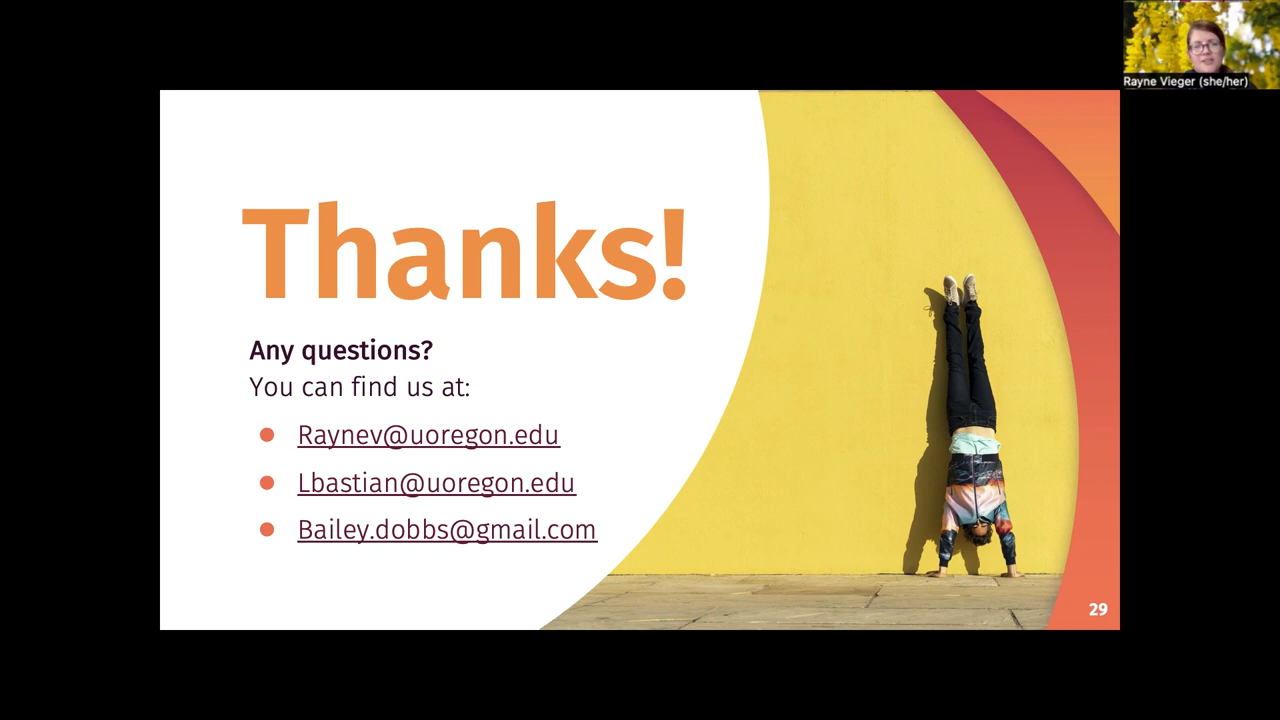 Rayne Vieger (she/her)
Thanks!
Any questions?
You can find us at:
Raynev@uoregon.edu
Lbastian@uoregon.edu
Bailey.dobbs@gmail.com
29